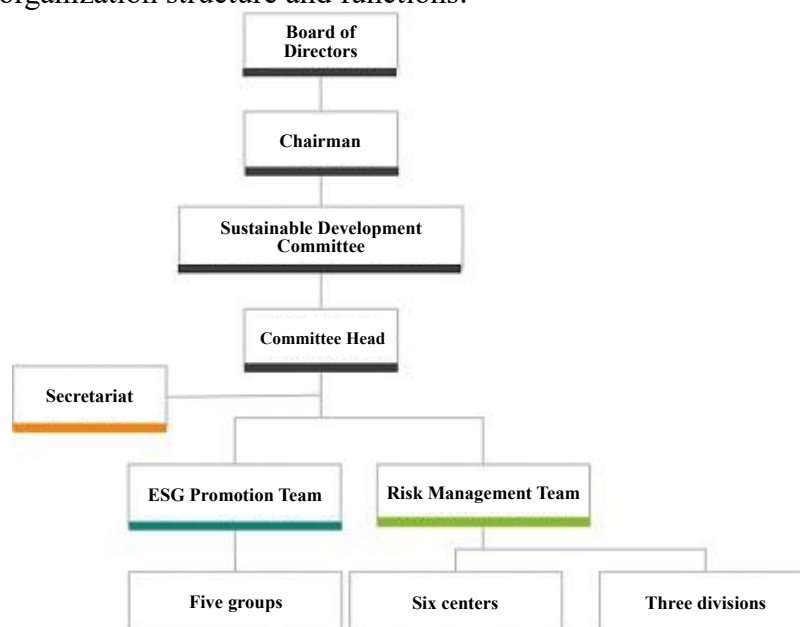 organization structure and functions:
Board of
Directors
Chairman
Sustainable Development
Committee
Committee Head
Secretariat
ESG Promotion Team
Risk Management Team
Five groups
Six centers
Three divisions